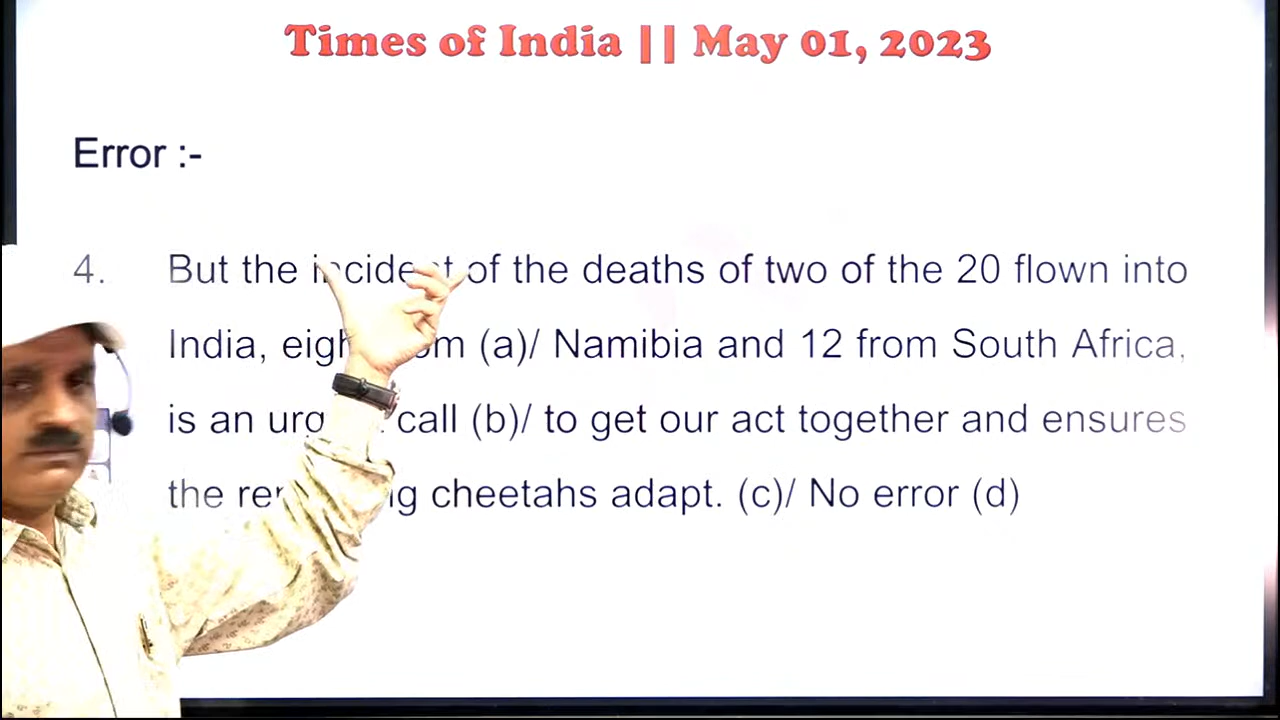 Times of India || May 01, 2023
Error :-
4. But the incident of the deaths of two of the 20 flown into
India, (a)/ Namibia and 12 from South Africa,
is an call (b)/ to get our act together and ensures
the cheetahs adapt. (c)/ No error (d)